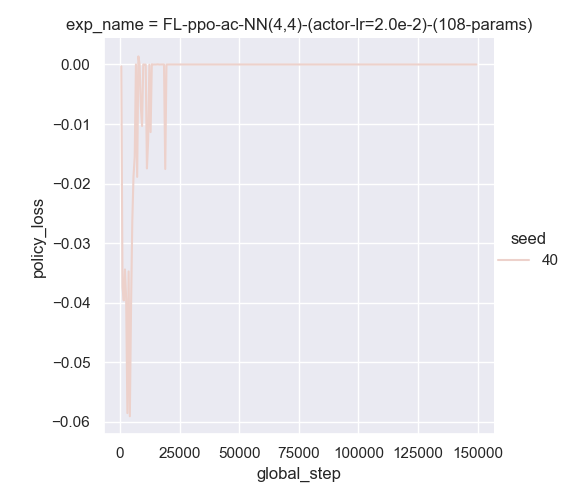 exp_name = FL-ppo-ac-NN(4,4)-(actor-lr=2.0e-2)-(108-params)
0.00
−0.01
−0.02
−0.03
−0.04
−0.05
−0.06
policy_loss
seed
40
0 25000 50000 75000 100000 125000 150000
global_step